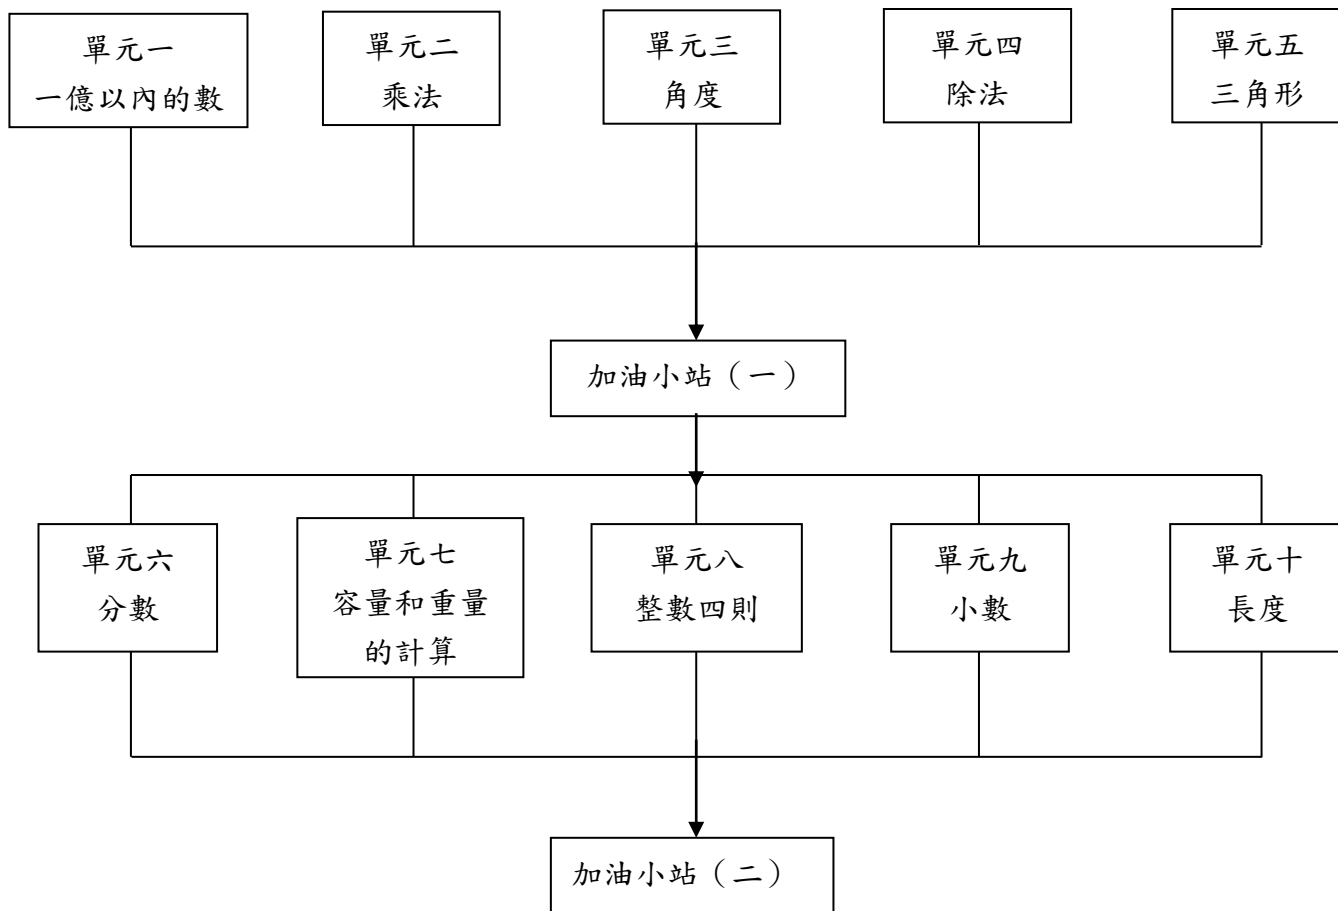 單元一
一億以內的數
單元二
乘法
單元三
角度
單元四
除法
單元五
三角形
加油小站（一）
單元六
分數
單元七
容量和重量
的計算
單元八
整數四則
單元九
小數
單元十
長度
加油小站（二）